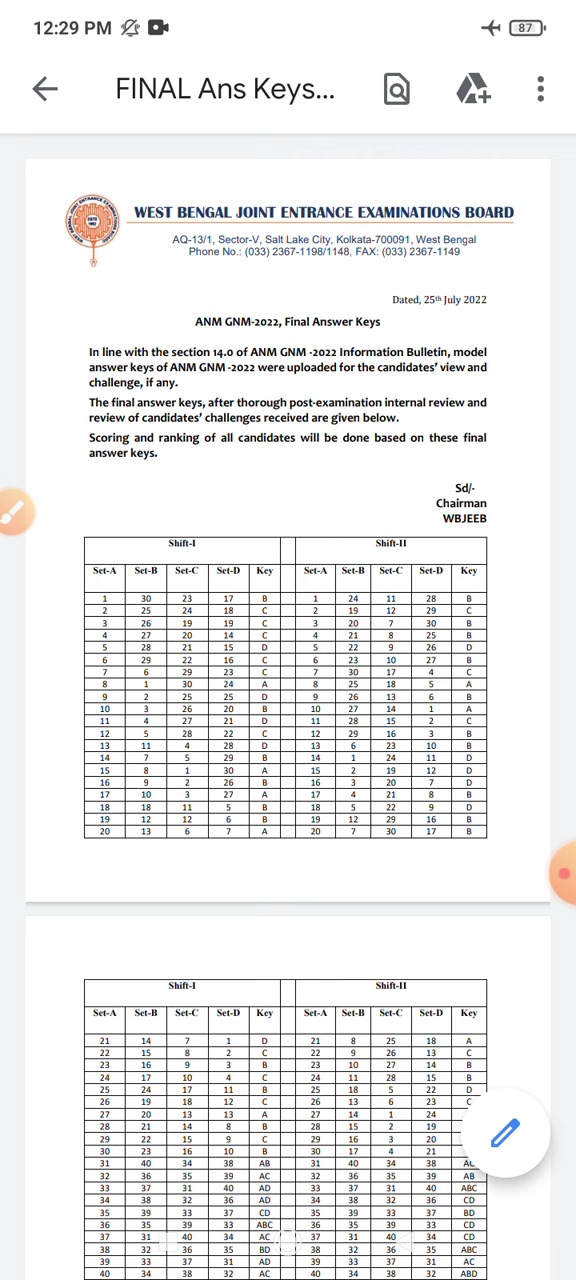 12:29 PM 87
FINAL Ans Keys...
WEST BENGAL JOINT ENTRANCE EXAMINATIONS BOARD
AQ-13/1, Sector-V, Salt Lake City, Kolkata-700091, West Bengal
Phone No.: (033) 2367-1198/1148, FAX: (033) 2367-1149
Dated, 25th July 2022
ANM GNM-2022, Final Answer Keys
In line with the section 14.0 of ANM GNM -2022 Information Bulletin, model
answer keys of ANM GNM -2022 were uploaded for the candidates' view and
challenge, if any.
The final answer keys, after thorough post-examination internal review and
review of candidates' challenges received are given below.
Scoring and ranking of all candidates will be done based on these final
answer keys.
Sd/-
Chairman
WBJEEB
Shift-I Shift-II
Set-A Set-B Set-C Set-D Key Set-A Set-B Set-C Set-D Key
1 30 23 17 B 1 24 11 28 B
2 25 24 18 C 2 19 12 29 C
3 26 19 19 C 3 20 7 30 B
4 27 20 14 C 4 21 8 25 B
5 28 21 15 D 5 22 9 26 D
6 29 22 16 C 6 23 10 27 B
7 6 29 23 C 7 30 17 4 C
8 1 30 24 A 8 25 18 5 A
9 2 25 25 D 9 26 13 6 B
10 3 26 20 B 10 27 14 1 A
11 4 27 21 D 11 28 15 2 C
12 5 28 22 C 12 29 16 3 B
13 11 4 28 D 13 6 23 10 B
14 7 5 29 B 14 1 24 11 D
15 8 1 30 A 15 2 19 12 D
16 9 2 26 B 16 3 20 7 D
17 10 3 27 A 17 4 21 8 B
18 18 11 5 B 18 5 22 9 D
19 12 12 6 B 19 12 29 16 B
20 13 6 7 A 20 7 30 17 B
Shift-I Shift-II
Set-A Set-B Set-C Set-D Key Set-A Set-B Set-C Set-D Key
21 14 7 1 D 21 8 25 18 A
22 15 8 2 C 22 9 26 13 C
23 16 9 3 B 23 10 27 14 B
24 17 10 4 C 24 11 28 15 B
25 24 17 11 B 25 18 5 22 D
26 19 18 12 C 26 13 6 23 C
27 20 13 13 A 27 14 1 24
28 21 14 8 B 28 15 2 19
29 22 15 9 C 29 16 3 20
30 23 16 10 B 30 17 4 21
31 40 34 38 AB 31 40 34 38
32 36 35 39 AC 32 36 35 39 AB
33 37 31 40 AD 33 37 31 40 ABC
34 38 32 36 AD 34 38 32 36 CD
35 39 33 37 CD 35 39 33 37 BD
36 35 39 33 ABC 36 35 39 33 CD
37 31 40 34 AC 37 31 40 34 CD
38 32 36 35 BD 38 32 36 35 ABC
39 33 37 31 AD 39 33 37 31 AC
40 34 38 32 AC 40 34 38 32 ABD